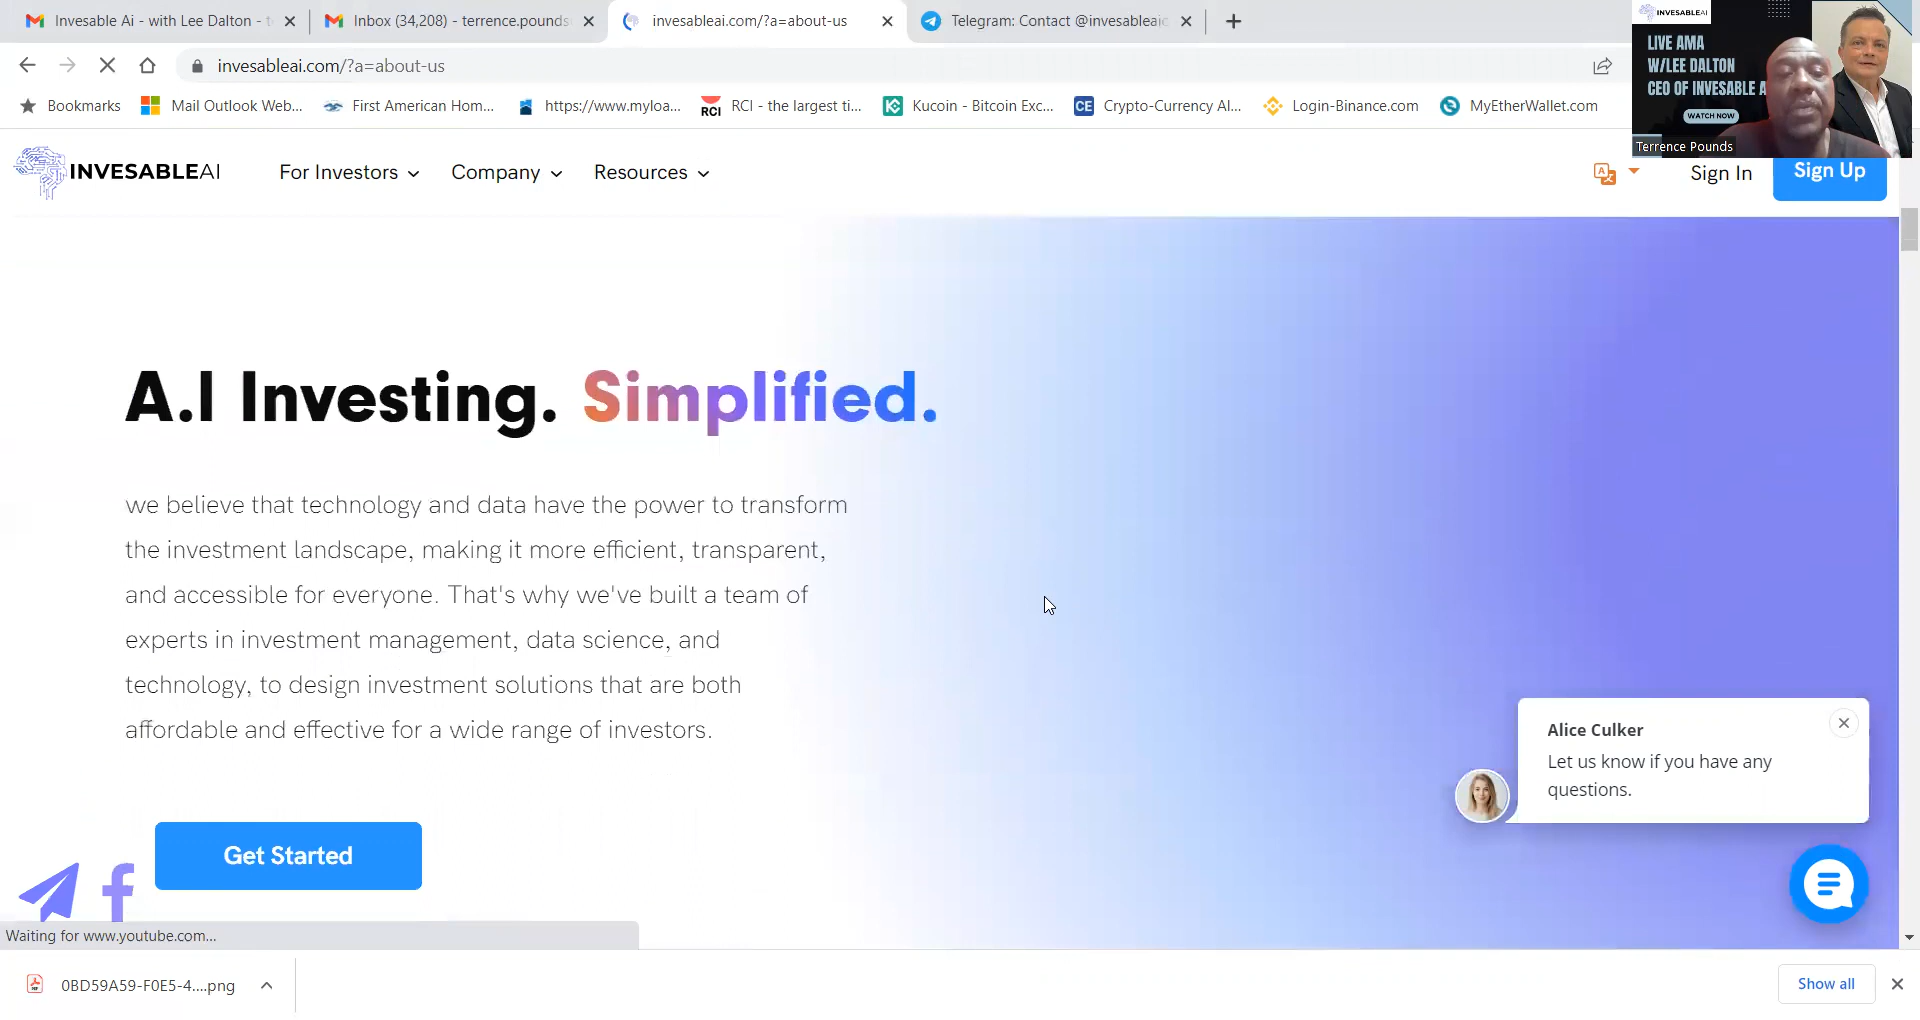 Invesable Ai - with Lee Dalton - t
Inbox (34,208) - terrence.pounds
invesableai.com/?a=about-us
Telegram: Contact @invesableai
invesableai.com/?a=about-us
Bookmarks
Mail Outlook Web...
First American Hom...
https://www.myloa...
RCI
RCI - the largest ti...
Kucoin - Bitcoin Exc...
CE
Crypto-Currency Al...
Login-Binance.com
MyEtherWallet.com
INVESABLEAI
LIVE AMA
W/LEE DALTON
CEO OF INVESABLE A
WATCH NOW
Terrence Pounds
INVESABLEAI
For Investors
Company
Resources
Sign In
Sign Up
A.I Investing. Simplified.
we believe that technology and data have the power to transform
the investment landscape, making it more efficient, transparent,
and accessible for everyone. That's why we've built a team of
experts in investment management, data science, and
technology, to design investment solutions that are both
affordable and effective for a wide range of investors.
Get Started
Alice Culker
Let us know if you have any
questions.
Waiting for www.youtube.com...
0BD59A59-F0E5-4....png
Show all